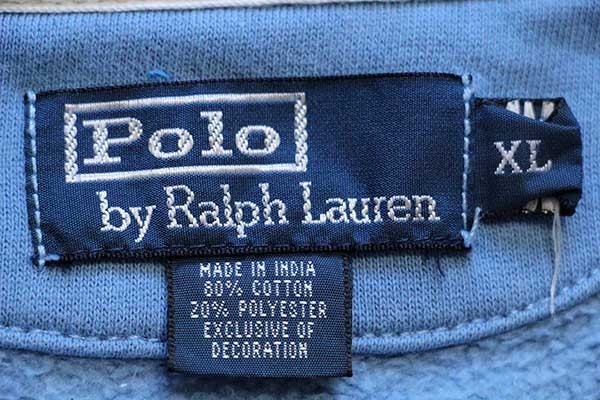 Polo
by Ralph Lauren
XL
MADE IN INDIA
80% COTTON
20% POLYESTER
EXCLUSIVE OF
DECORATION